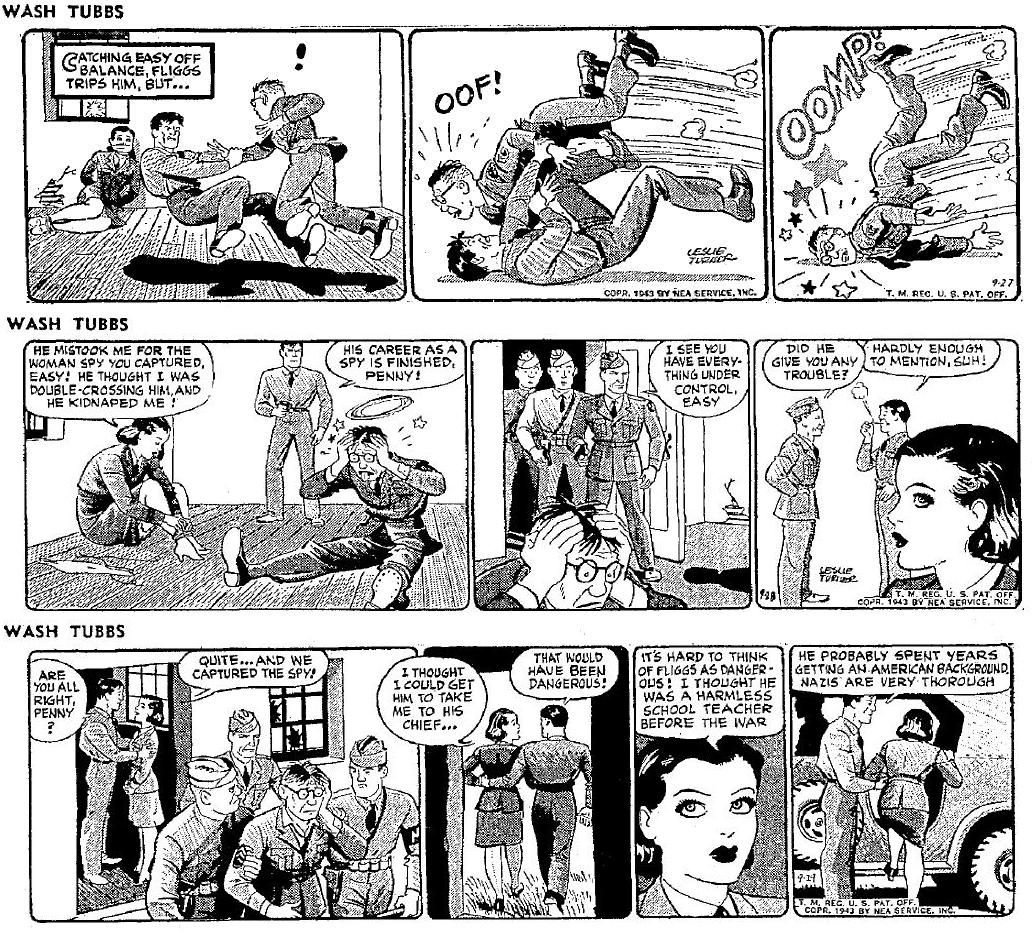 WASH TUBBS
CATCHING EASY OFF
BALANCE, FLIGGS
TRIPS HIM, BUT...
!
OOF!
LESLIE
TURNER
COPR. 1943 BY NEA SERVICE, INC.
OOMP!
9-27
T. M. REG. U. S. PAT. OFF.
WASH TUBBS
HE MISTOOK ME FOR THE
WOMAN SPY YOU CAPTURED,
EASY! HE THOUGHT I WAS
DOUBLE-CROSSING HIM, AND
HE KIDNAPED ME!
HIS CAREER AS A
SPY IS FINISHED,
PENNY!
I SEE YOU
HAVE EVERY-
THING UNDER
CONTROL,
EASY
DID HE
GIVE YOU ANY
TROUBLE?
HARDLY ENOUGH
TO MENTION, SUH!
LESLIE
TURNER
9-28
T. M. REG. U. S. PAT. OFF.
COPR. 1943 BY NEA SERVICE, INC.
WASH TUBBS
ARE
YOU ALL
RIGHT,
PENNY
?
QUITE...AND WE
CAPTURED THE SPY!
I THOUGHT
I COULD GET
HIM TO TAKE
ME TO HIS
CHIEF...
THAT WOULD
HAVE BEEN
DANGEROUS!
IT'S HARD TO THINK
OF FLIGGS AS DANGER-
OUS! I THOUGHT HE
WAS A HARMLESS
SCHOOL TEACHER
BEFORE THE WAR
HE PROBABLY SPENT YEARS
GETTING AN AMERICAN BACKGROUND.
NAZIS ARE VERY THOROUGH
9-29
T. M. REG. U. S. PAT. OFF.
COPR. 1943 BY NEA SERVICE, INC.